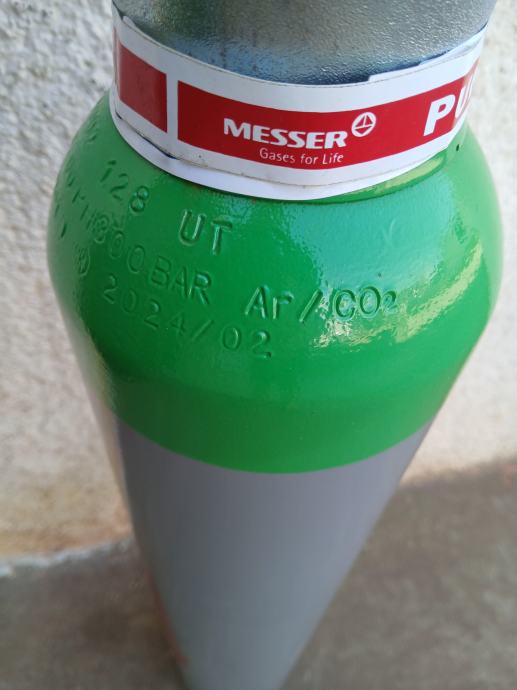 MESSER
Gases for Life
128 UT
300BAR Ar/CO₂
2024/02